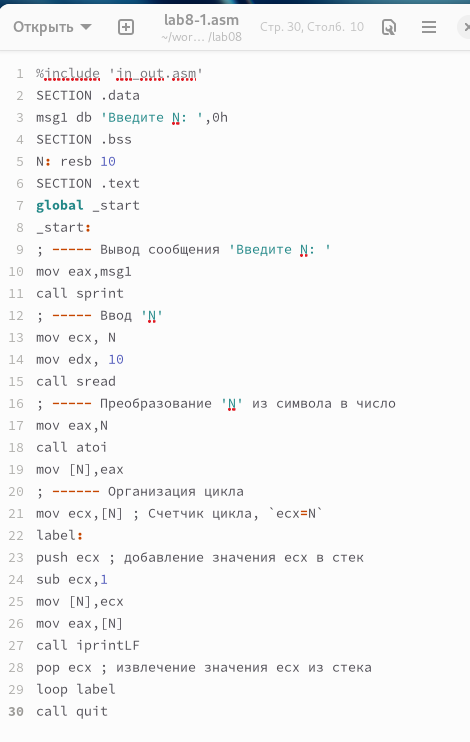 Открыть lab8-1.asm Стр. 30, Столб. 10
~/wor… /lab08
1 %include 'in_out.asm'
2 SECTION .data
3 msg1 db 'Введите N: ',0h
4 SECTION .bss
5 N: resb 10
6 SECTION .text
7 global _start
8 _start:
9 ; ----- Вывод сообщения 'Введите N: '
10 mov eax,msg1
11 call sprint
12 ; ----- Ввод 'N'
13 mov ecx, N
14 mov edx, 10
15 call sread
16 ; ----- Преобразование 'N' из символа в число
17 mov eax,N
18 call atoi
19 mov [N],eax
20 ; ------ Организация цикла
21 mov ecx,[N] ; Счетчик цикла, `ecx=N`
22 label:
23 push ecx ; добавление значения ecx в стек
24 sub ecx,1
25 mov [N],ecx
26 mov eax,[N]
27 call iprintLF
28 pop ecx ; извлечение значения ecx из стека
29 loop label
30 call quit